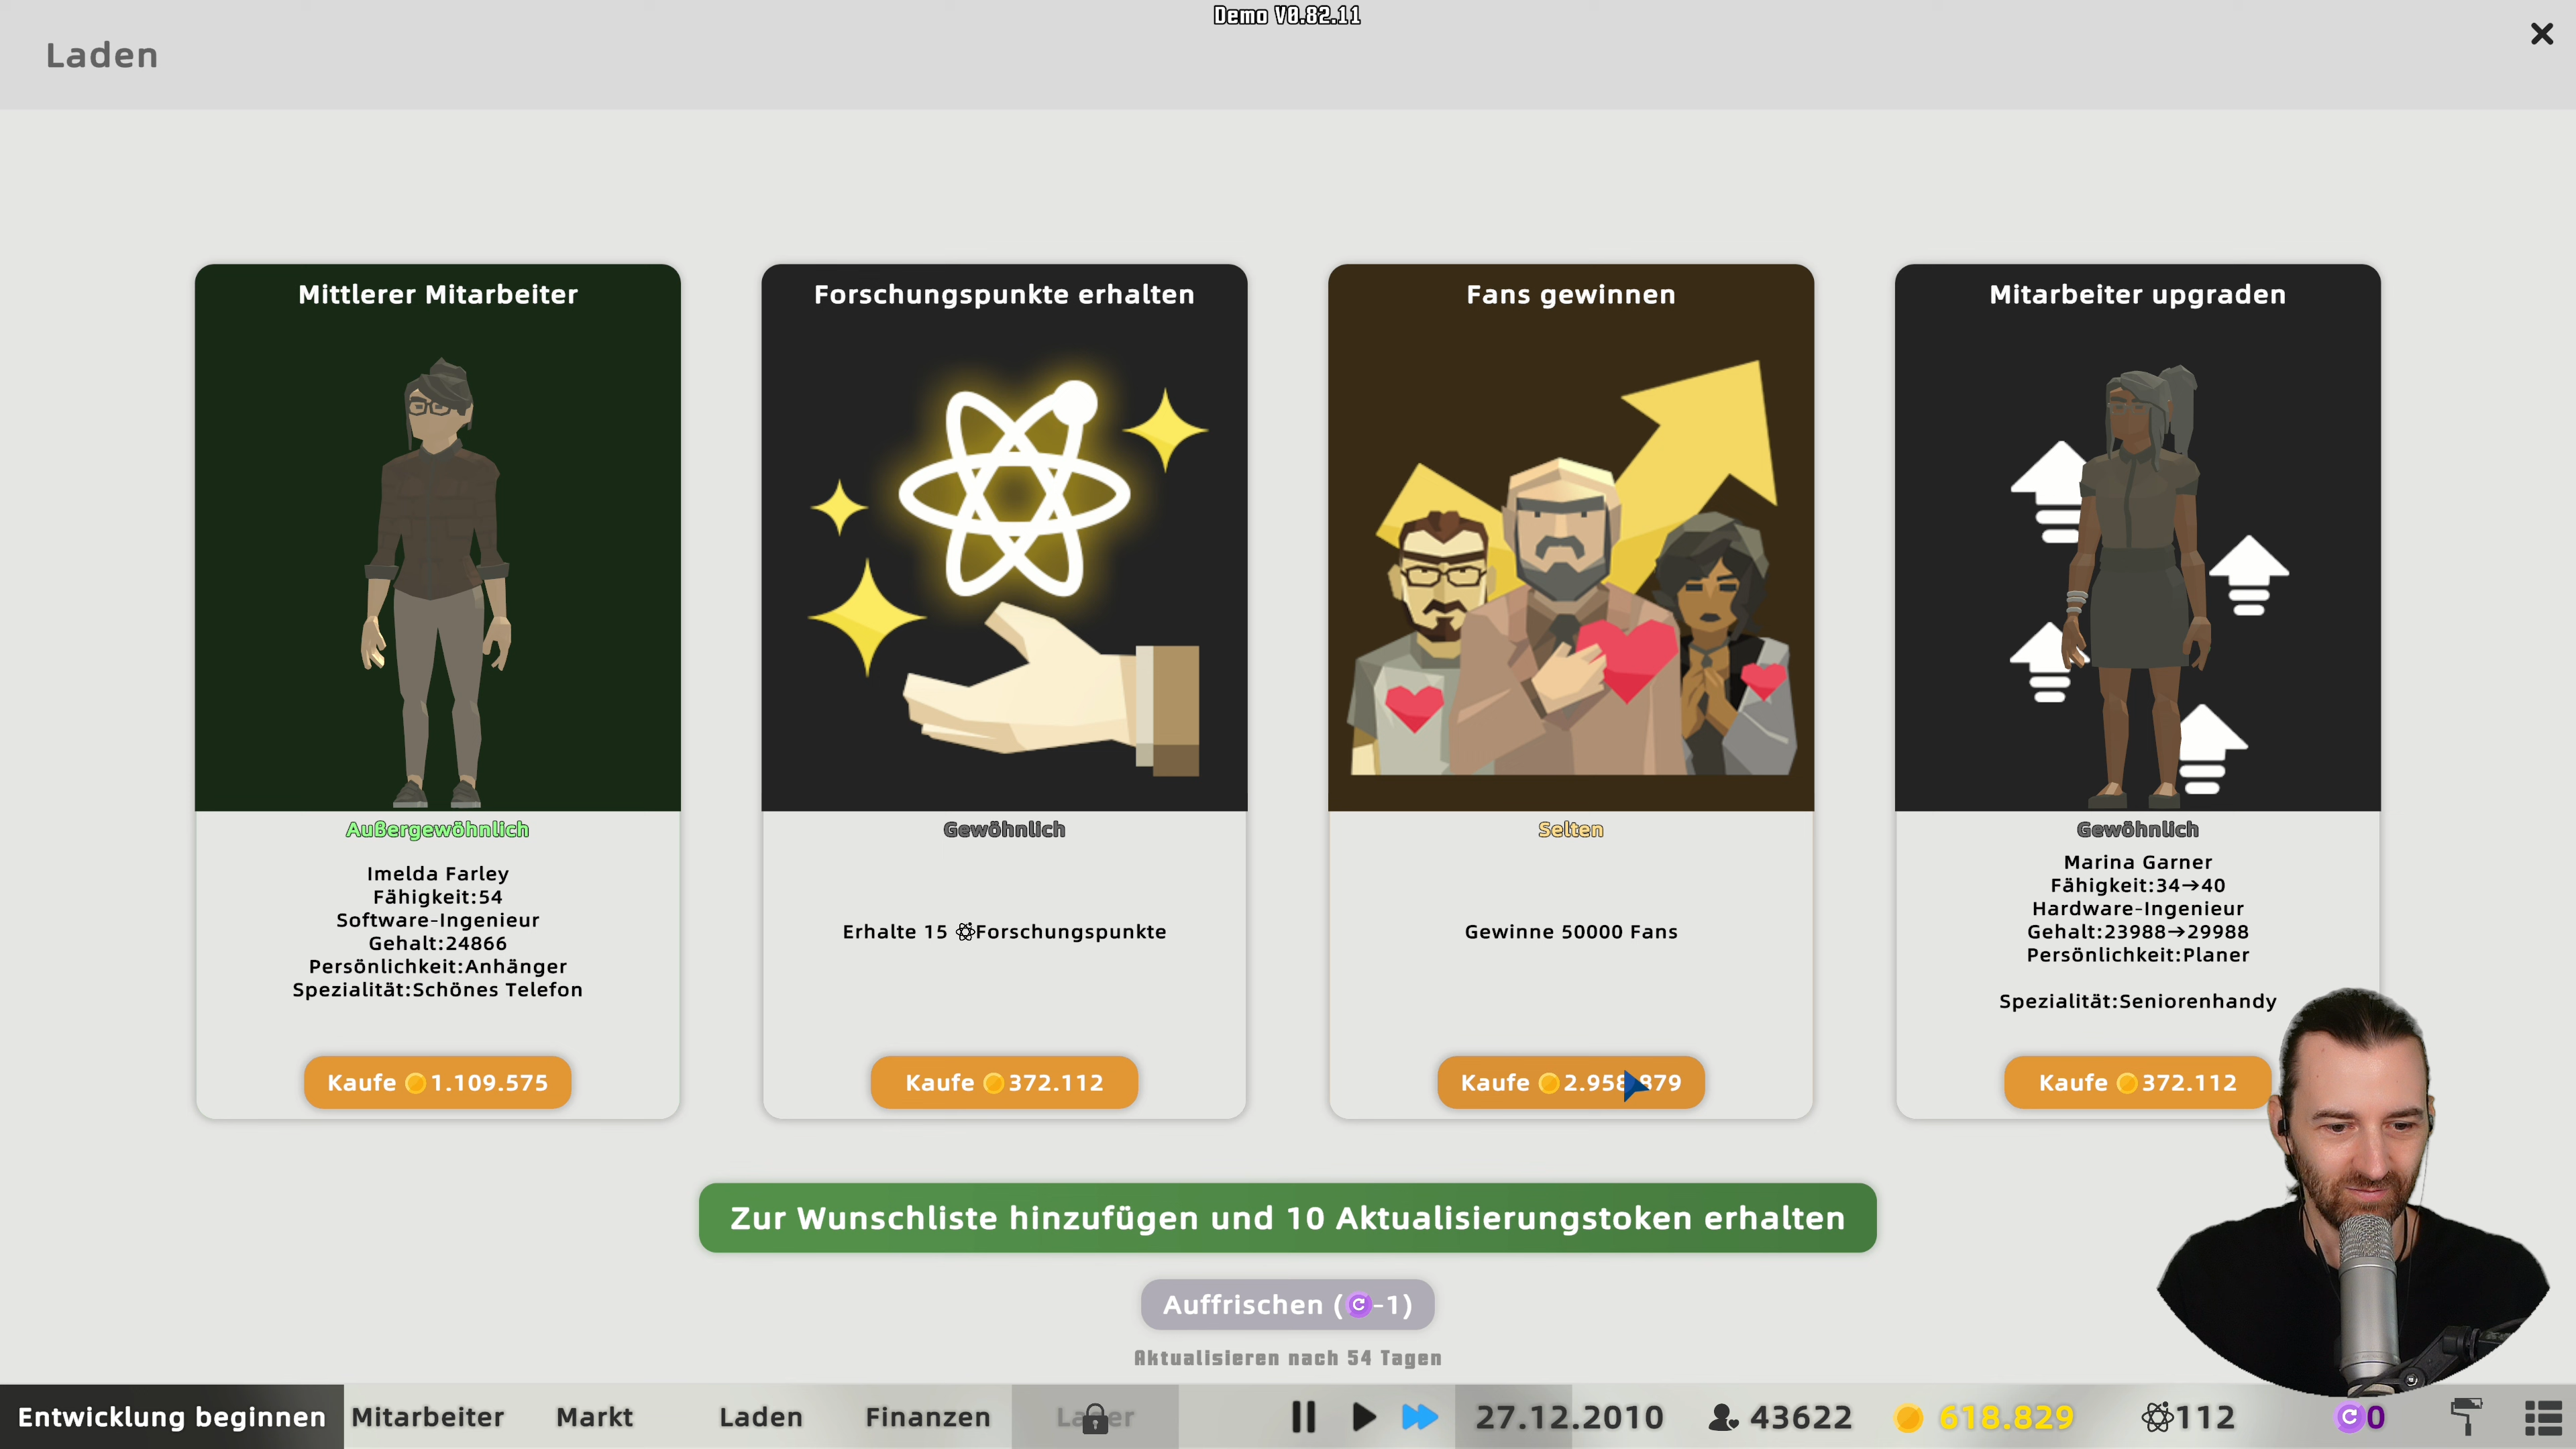 Demo V0.82.11
Laden
Mittlerer Mitarbeiter
Außergewöhnlich
Imelda Farley
Fähigkeit:54
Software-Ingenieur
Gehalt:24866
Persönlichkeit:Anhänger
Spezialität:Schönes Telefon
Kaufe 1.109.575
Forschungspunkte erhalten
Gewöhnlich
Erhalte 15 Forschungspunkte
Kaufe 372.112
Fans gewinnen
Selten
Gewinne 50000 Fans
Kaufe 2.958.879
Mitarbeiter upgraden
Gewöhnlich
Marina Garner
Fähigkeit:34→40
Hardware-Ingenieur
Gehalt:23988→29988
Persönlichkeit:Planer
Spezialität:Seniorenhandy
Kaufe 372.112
Zur Wunschliste hinzufügen und 10 Aktualisierungstoken erhalten
Auffrischen (-1)
Aktualisieren nach 54 Tagen
Entwicklung beginnen Mitarbeiter Markt Laden Finanzen 27.12.2010 43622 618.829 112 0